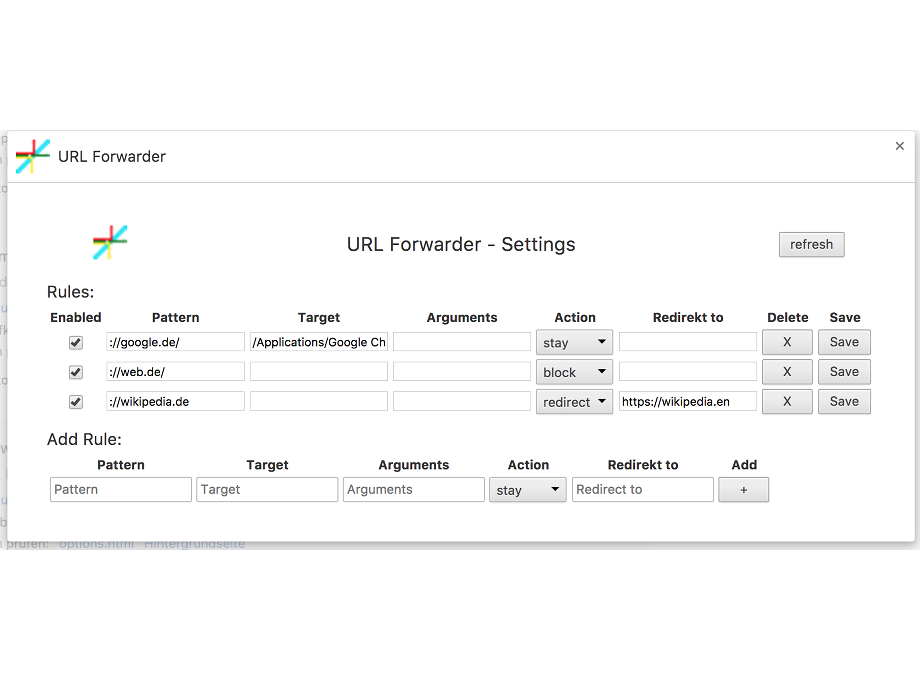 URL Forwarder
×
URL Forwarder - Settings
refresh
Rules:
Enabled Pattern Target Arguments Action Redirekt to Delete Save
://google.de/ /Applications/Google Ch stay X Save
://web.de/ block X Save
://wikipedia.de redirect https://wikipedia.en X Save
Add Rule:
Pattern Target Arguments Action Redirekt to Add
Pattern Target Arguments stay Redirect to +
prüfen: options.html Hintergrundseite